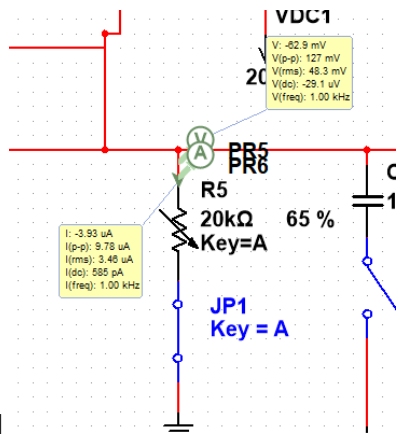 VDC1
V: -62.9 mV
V(p-p): 127 mV
V(rms): 48.3 mV
V(dc): -29.1 uV
V(freq): 1.00 kHz
20
V
A
PR5
PR6
R5
20kΩ
65 %
Key=A
C
1
I: -3.93 uA
I(p-p): 9.78 uA
I(rms): 3.46 uA
I(dc): 585 pA
I(freq): 1.00 kHz
JP1
Key = A